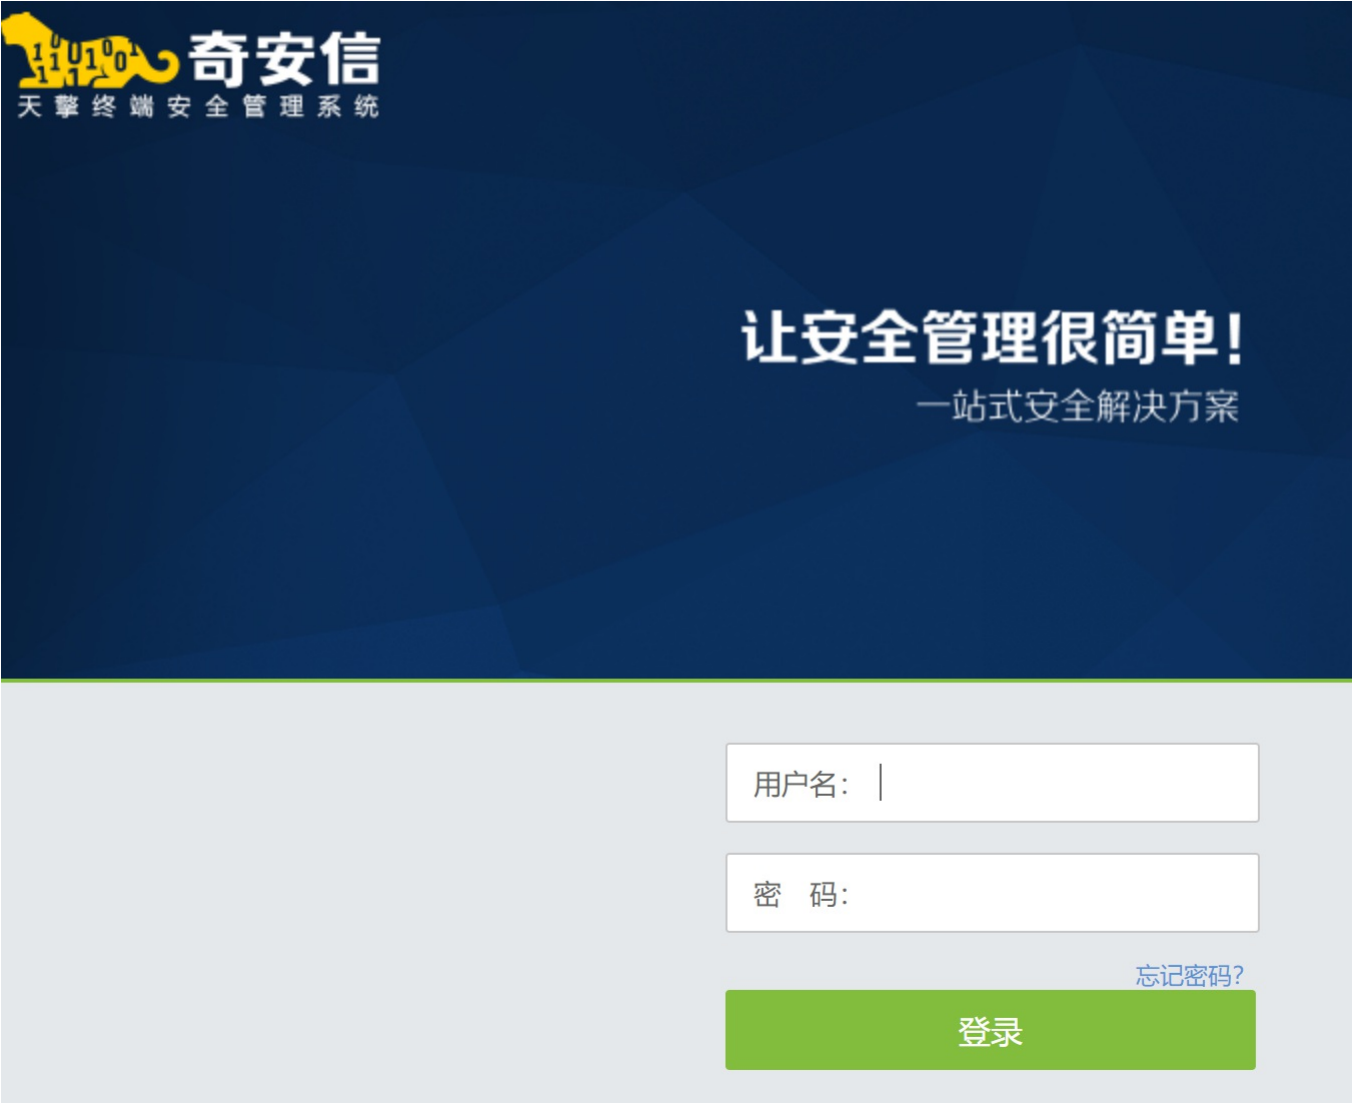 奇安信
天擎终端安全管理系统
让安全管理很简单！
一站式安全解决方案
用户名：
密 码：
忘记密码？
登录